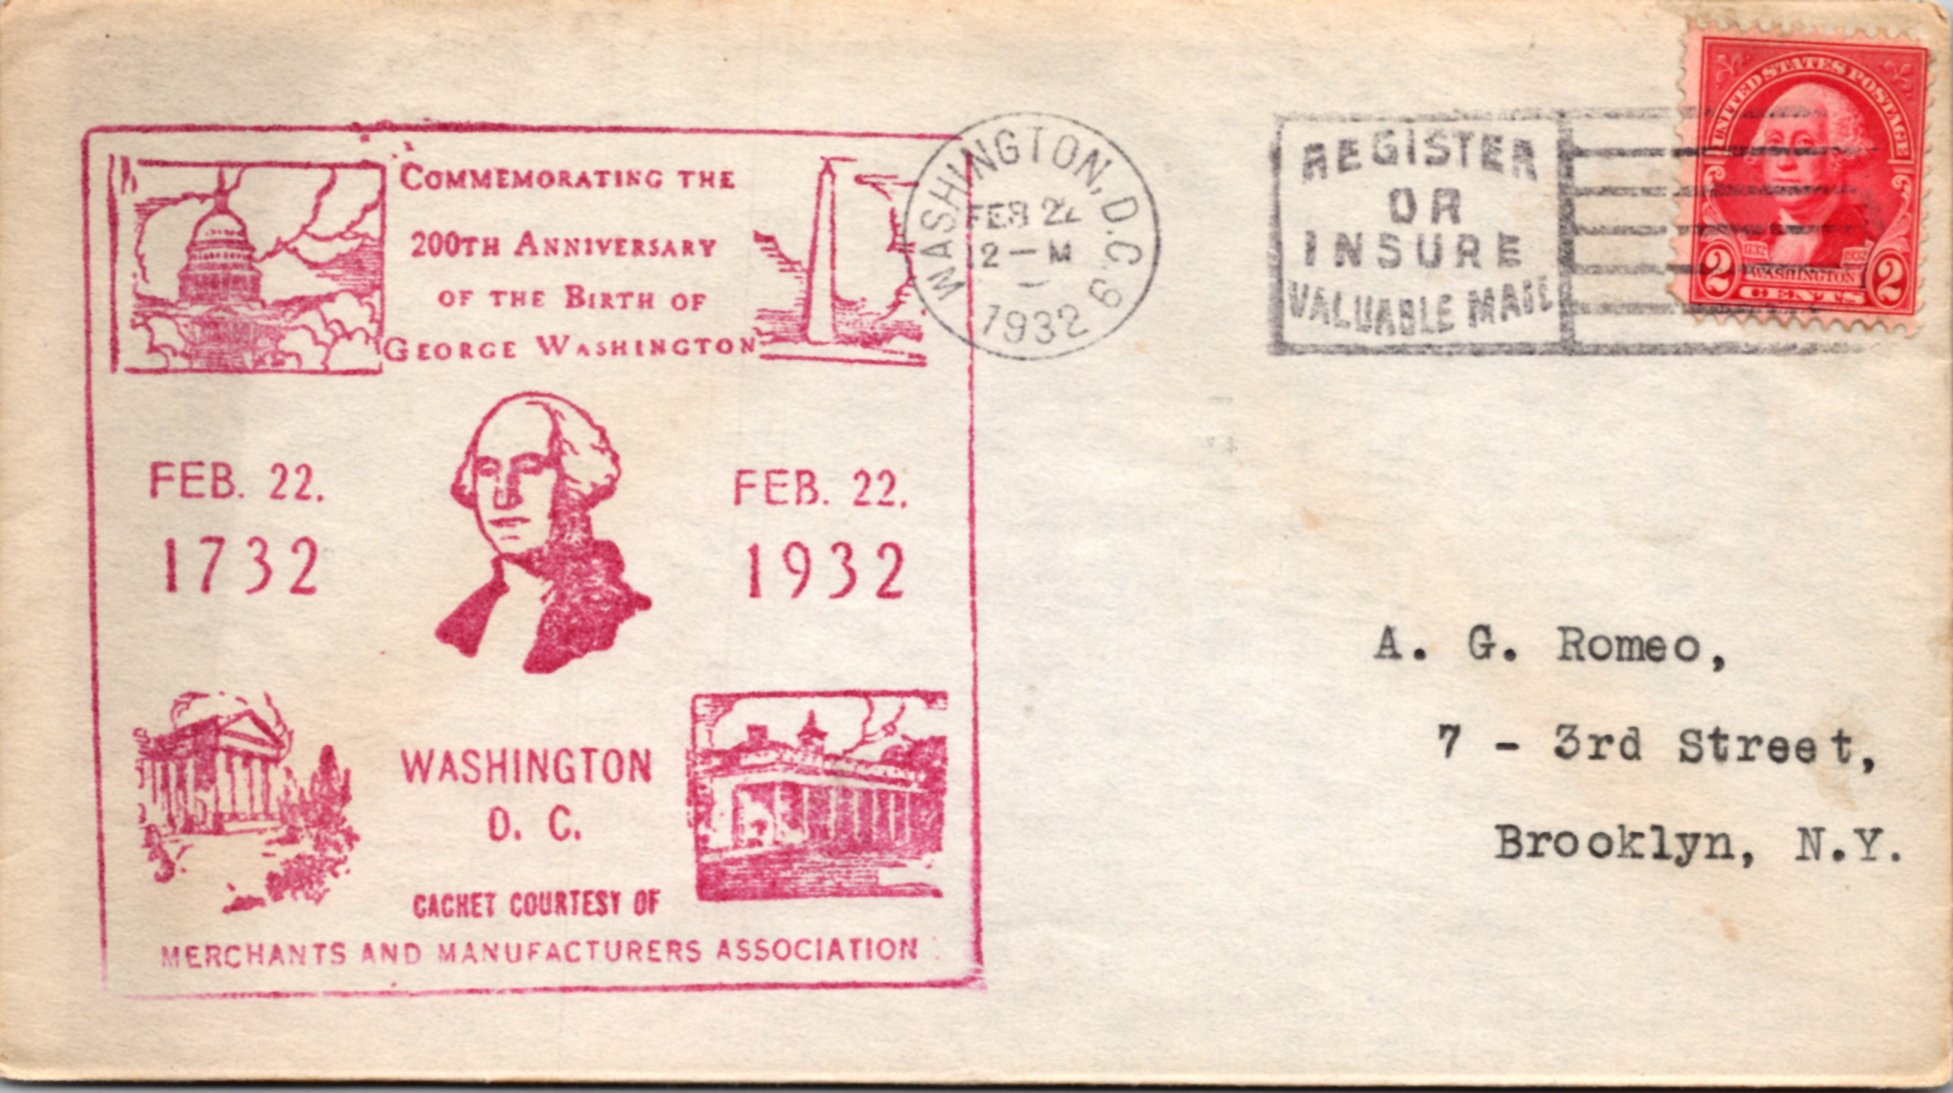 COMMEMORATING THE
200TH ANNIVERSARY
OF THE BIRTH OF
GEORGE WASHINGTON
FEB. 22,
1732
FEB. 22,
1932
WASHINGTON
D. C.
CACHET COURTESY OF
MERCHANTS AND MANUFACTURERS ASSOCIATION
WASHINGTON, D.C.
FEB 22
12 - M
1932
REGISTER
OR
INSURE
VALUABLE MAIL
UNITED STATES POSTAGE
1732 1932
2 WASHINGTON 2
CENTS
A. G. Romeo,
7 - 3rd Street,
Brooklyn, N.Y.